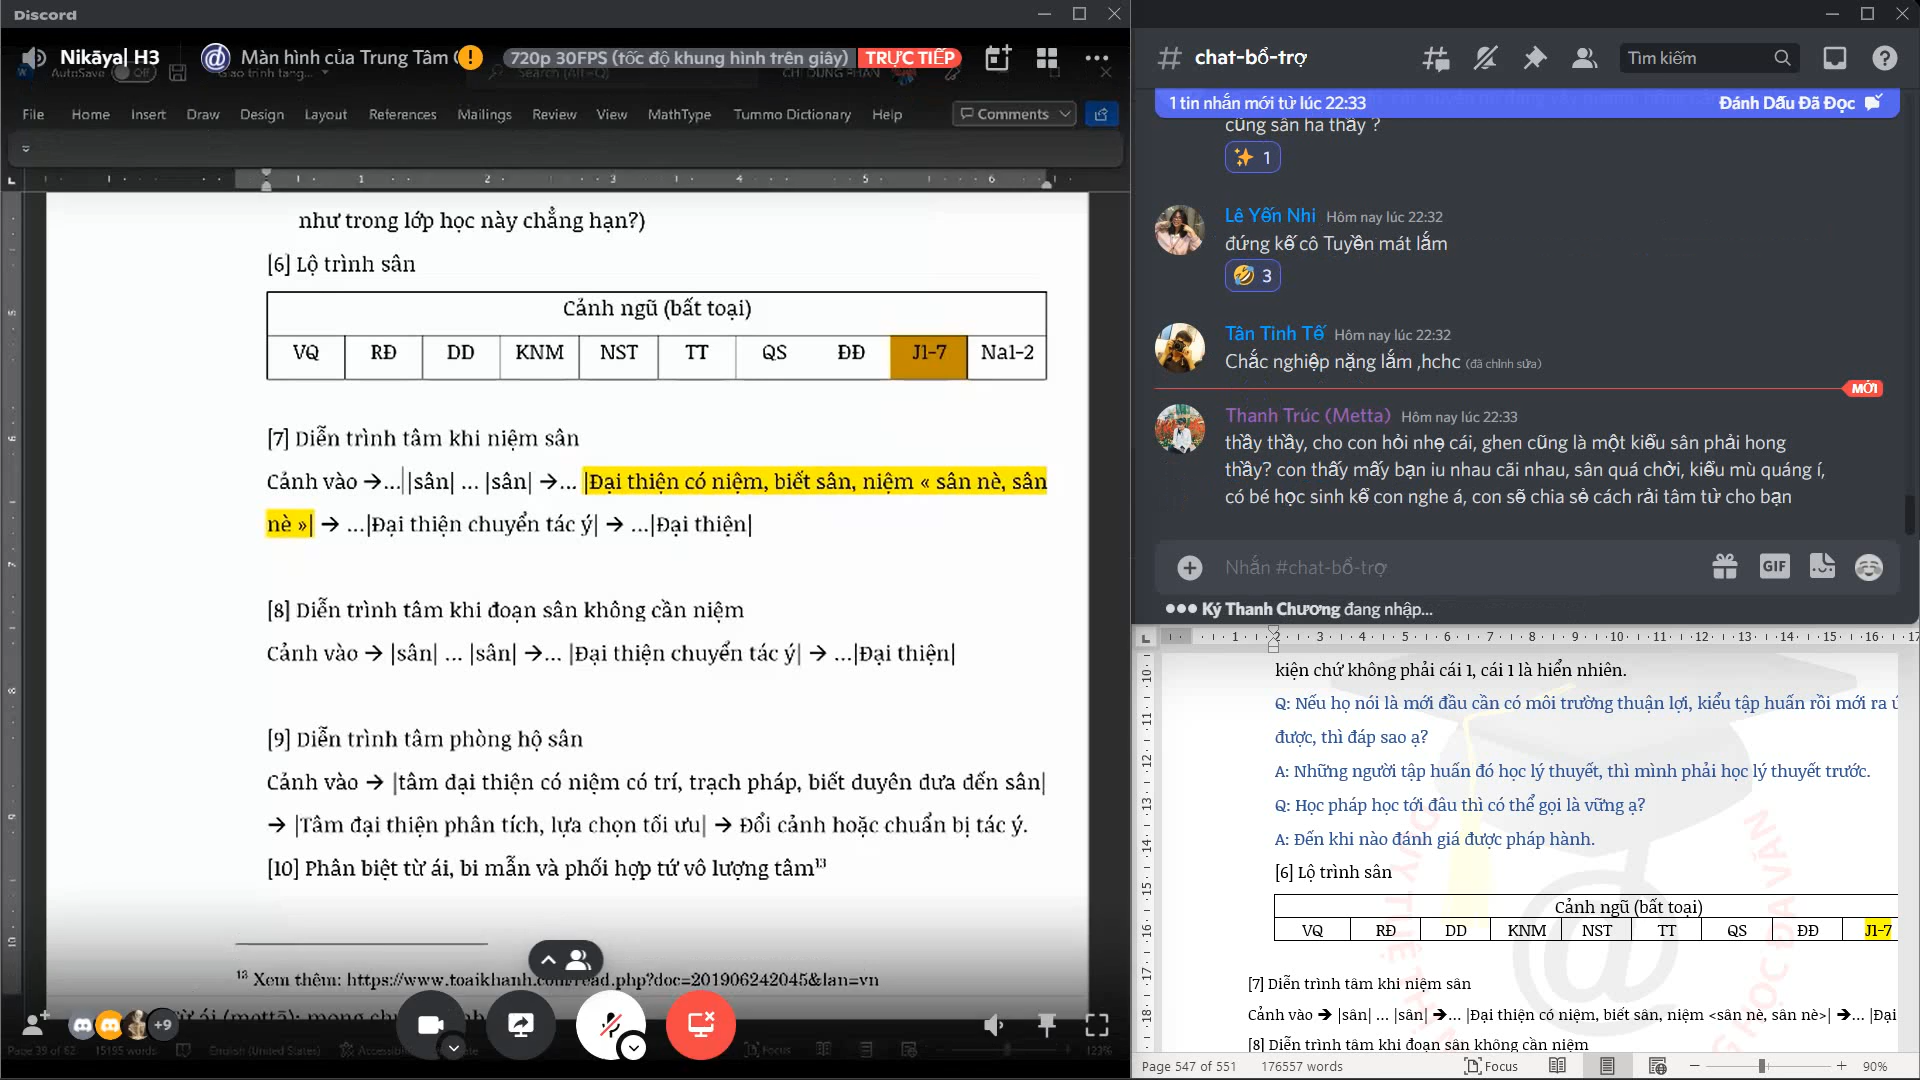 Discord
Nikāya| H3
Màn hình của Trung Tâm
720p 30FPS (tốc độ khung hình trên giây)
TRỰC TIẾP
AutoSave Off
Search (Alt+Q)
File Home Insert Draw Design Layout References Mailings Review View MathType Tummo Dictionary Help
Comments
như trong lớp học này chẳng hạn?)
[6] Lộ trình sân
Cảnh ngũ (bất toại)
VQ RĐ DD KNM NST TT QS ĐĐ J1-7 Na1-2
[7] Diễn trình tâm khi niệm sân
Cảnh vào →...||sân| ... |sân| →... |Đại thiện có niệm, biết sân, niệm « sân nè, sân
nè »| → ...|Đại thiện chuyển tác ý| → ...|Đại thiện|
[8] Diễn trình tâm khi đoạn sân không cần niệm
Cảnh vào → |sân| ... |sân| →... |Đại thiện chuyển tác ý| → ...|Đại thiện|
[9] Diễn trình tâm phòng hộ sân
Cảnh vào → |tâm đại thiện có niệm có trí, trạch pháp, biết duyên đưa đến sân|
→ |Tâm đại thiện phân tích, lựa chọn tối ưu| → Đổi cảnh hoặc chuẩn bị tác ý.
[10] Phân biệt từ ái, bi mẫn và phối hợp tứ vô lượng tâm¹³
¹³ Xem thêm: https://www.toaikhanh.com/read.php?doc=201906242045&lan=vn
+9
Page 39 of 62 15195 words English (United States)
Focus
123%
# chat-bổ-trợ
Tìm kiếm
1 tin nhắn mới từ lúc 22:33
Đánh Dấu Đã Đọc
cũng sân ha thầy ?
✨ 1
Lê Yến Nhi Hôm nay lúc 22:32
đứng kế cô Tuyền mát lắm
🤣 3
Tân Tinh Tế Hôm nay lúc 22:32
Chắc nghiệp nặng lắm ,hchc (đã chỉnh sửa)
MỚI
Thanh Trúc (Metta) Hôm nay lúc 22:33
thầy thầy, cho con hỏi nhẹ cái, ghen cũng là một kiểu sân phải hong
thầy? con thấy mấy bạn iu nhau cãi nhau, sân quá chời, kiểu mù quáng í,
có bé học sinh kể con nghe á, con sẽ chia sẻ cách rải tâm từ cho bạn
Nhắn #chat-bổ-trợ
GIF
Ký Thanh Chương đang nhập...
kiện chứ không phải cái 1, cái 1 là hiển nhiên.
Q: Nếu họ nói là mới đầu cần có môi trường thuận lợi, kiểu tập huấn rồi mới ra
được, thì đáp sao ạ?
A: Những người tập huấn đó học lý thuyết, thì mình phải học lý thuyết trước.
Q: Học pháp học tới đâu thì có thể gọi là vững ạ?
A: Đến khi nào đánh giá được pháp hành.
[6] Lộ trình sân
Cảnh ngũ (bất toại)
VQ RĐ DD KNM NST TT QS ĐĐ J1-7
[7] Diễn trình tâm khi niệm sân
Cảnh vào → |sân| ... |sân| →... |Đại thiện có niệm, biết sân, niệm <sân nè, sân nè>| →... |Đại
[8] Diễn trình tâm khi đoạn sân không cần niệm
Page 547 of 551 176557 words
Focus
90%